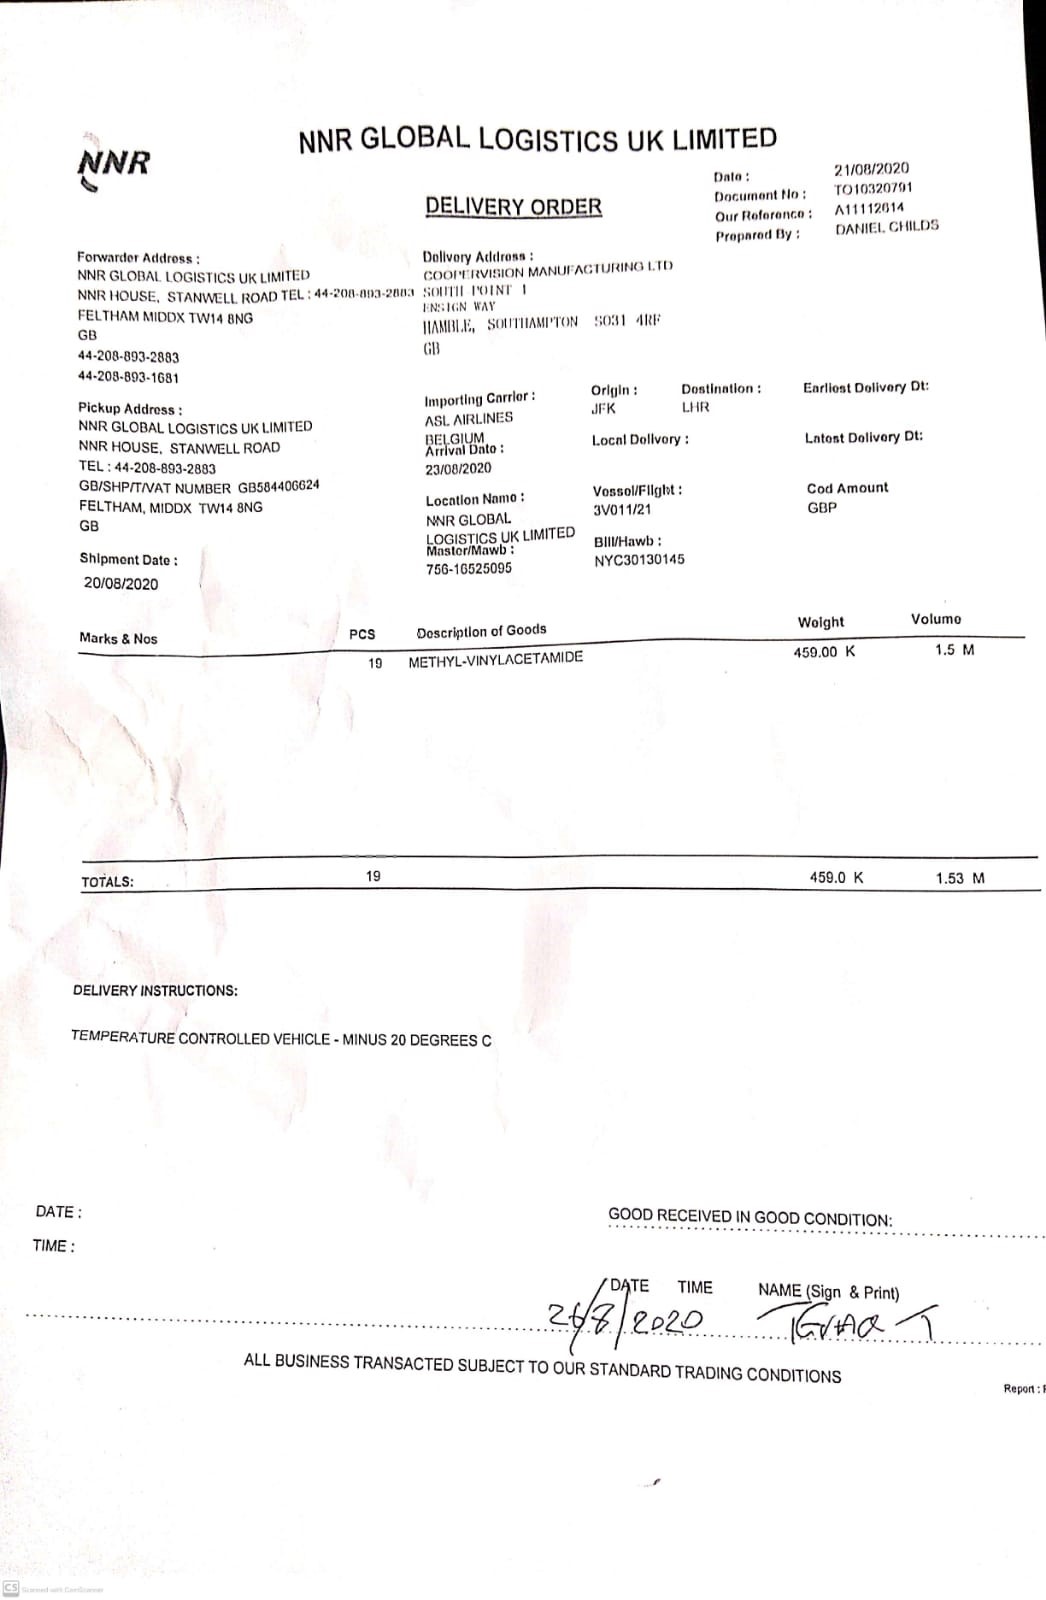 NNR
NNR GLOBAL LOGISTICS UK LIMITED
DELIVERY ORDER
Date : 21/08/2020
Document No : TO10320791
Our Reference : A11112614
Prepared By : DANIEL CHILDS
Forwarder Address :
NNR GLOBAL LOGISTICS UK LIMITED
NNR HOUSE, STANWELL ROAD TEL : 44-208-893-2883
FELTHAM MIDDX TW14 8NG
GB
44-208-893-2883
44-208-893-1681
Delivery Address :
COOPERVISION MANUFACTURING LTD
SOUTH POINT 1
ENSIGN WAY
HAMBLE, SOUTHAMPTON SO31 4RF
GB
Pickup Address :
NNR GLOBAL LOGISTICS UK LIMITED
NNR HOUSE, STANWELL ROAD
TEL : 44-208-893-2883
GB/SHP/T/VAT NUMBER GB584406624
FELTHAM, MIDDX TW14 8NG
GB
Shipment Date :
20/08/2020
Importing Carrier :
ASL AIRLINES
BELGIUM
Arrival Date :
23/08/2020
Location Name :
NNR GLOBAL
LOGISTICS UK LIMITED
Master/Mawb :
756-16525095
Origin :
JFK
Destination :
LHR
Earliest Delivery Dt:
Local Delivery :
Latest Delivery Dt:
Vessel/Flight :
3V011/21
Cod Amount
GBP
Bill/Hawb :
NYC30130145
Marks & Nos PCS Description of Goods Weight Volume
19 METHYL-VINYLACETAMIDE 459.00 K 1.5 M
TOTALS: 19 459.0 K 1.53 M
DELIVERY INSTRUCTIONS:
TEMPERATURE CONTROLLED VEHICLE - MINUS 20 DEGREES C
DATE :
TIME :
GOOD RECEIVED IN GOOD CONDITION:
DATE TIME NAME (Sign & Print)
/8/2020
ALL BUSINESS TRANSACTED SUBJECT TO OUR STANDARD TRADING CONDITIONS
Report :
CS Scanned with CamScanner